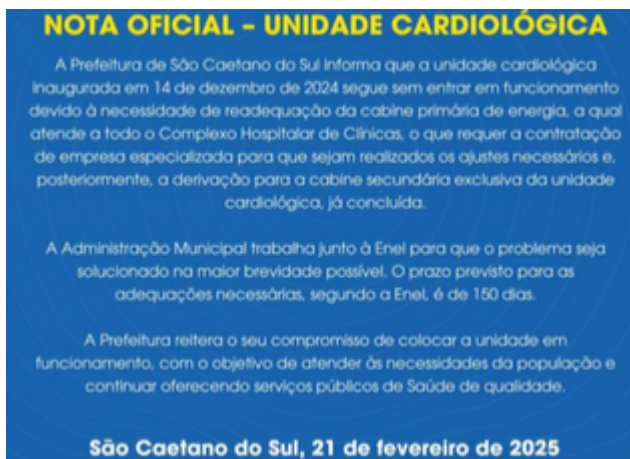 NOTA OFICIAL – UNIDADE CARDIOLÓGICA
A Prefeitura de São Caetano do Sul informa que a unidade cardiológica
inaugurada em 14 de dezembro de 2024 segue sem entrar em funcionamento
devido à necessidade de readequação da cabine primária de energia, a qual
atende a todo o Complexo Hospitalar de Clínicas, o que requer a contratação
de empresa especializada para que sejam realizados os ajustes necessários e,
posteriormente, a derivação para a cabine secundária exclusiva da unidade
cardiológica, já concluída.
A Administração Municipal trabalha junto à Enel para que o problema seja
solucionado na maior brevidade possível. O prazo previsto para as
adequações necessárias, segundo a Enel, é de 150 dias.
A Prefeitura reitera o seu compromisso de colocar a unidade em
funcionamento, com o objetivo de atender às necessidades da população e
continuar oferecendo serviços públicos de Saúde de qualidade.
São Caetano do Sul, 21 de fevereiro de 2025